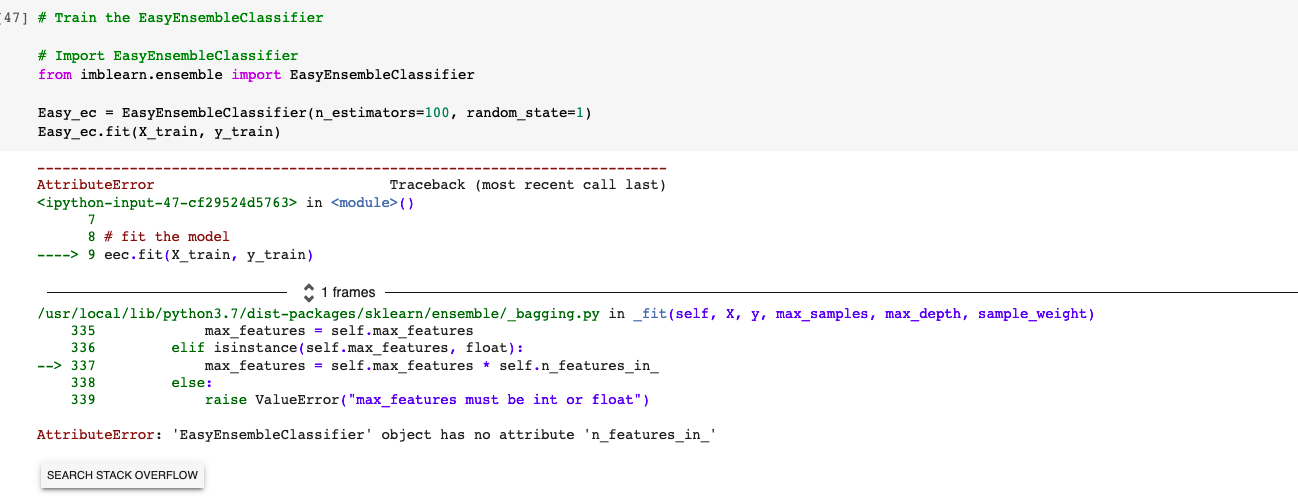 [47] # Train the EasyEnsembleClassifier
# Import EasyEnsembleClassifier
from imblearn.ensemble import EasyEnsembleClassifier
Easy_ec = EasyEnsembleClassifier(n_estimators=100, random_state=1)
Easy_ec.fit(X_train, y_train)
---------------------------------------------------------------------------
AttributeError                            Traceback (most recent call last)
<ipython-input-47-cf29524d5763> in <module>()
      7
      8 # fit the model
----> 9 eec.fit(X_train, y_train)
1 frames
/usr/local/lib/python3.7/dist-packages/sklearn/ensemble/_bagging.py in _fit(self, X, y, max_samples, max_depth, sample_weight)
    335             max_features = self.max_features
    336         elif isinstance(self.max_features, float):
--> 337             max_features = self.max_features * self.n_features_in_
    338         else:
    339             raise ValueError("max_features must be int or float")
AttributeError: 'EasyEnsembleClassifier' object has no attribute 'n_features_in_'
SEARCH STACK OVERFLOW